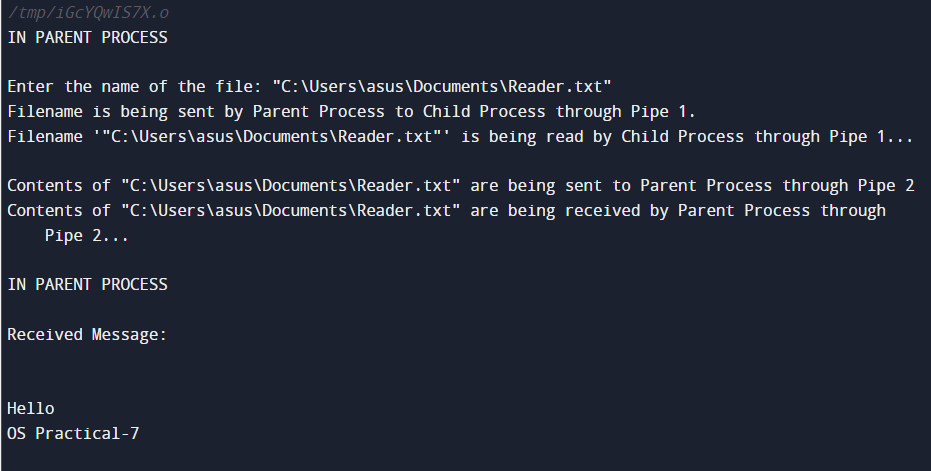 /tmp/iGcYQwIS7X.o
IN PARENT PROCESS
Enter the name of the file: "C:\Users\asus\Documents\Reader.txt"
Filename is being sent by Parent Process to Child Process through Pipe 1.
Filename '"C:\Users\asus\Documents\Reader.txt"' is being read by Child Process through Pipe 1...
Contents of "C:\Users\asus\Documents\Reader.txt" are being sent to Parent Process through Pipe 2
Contents of "C:\Users\asus\Documents\Reader.txt" are being received by Parent Process through
Pipe 2...
IN PARENT PROCESS
Received Message:
Hello
OS Practical-7